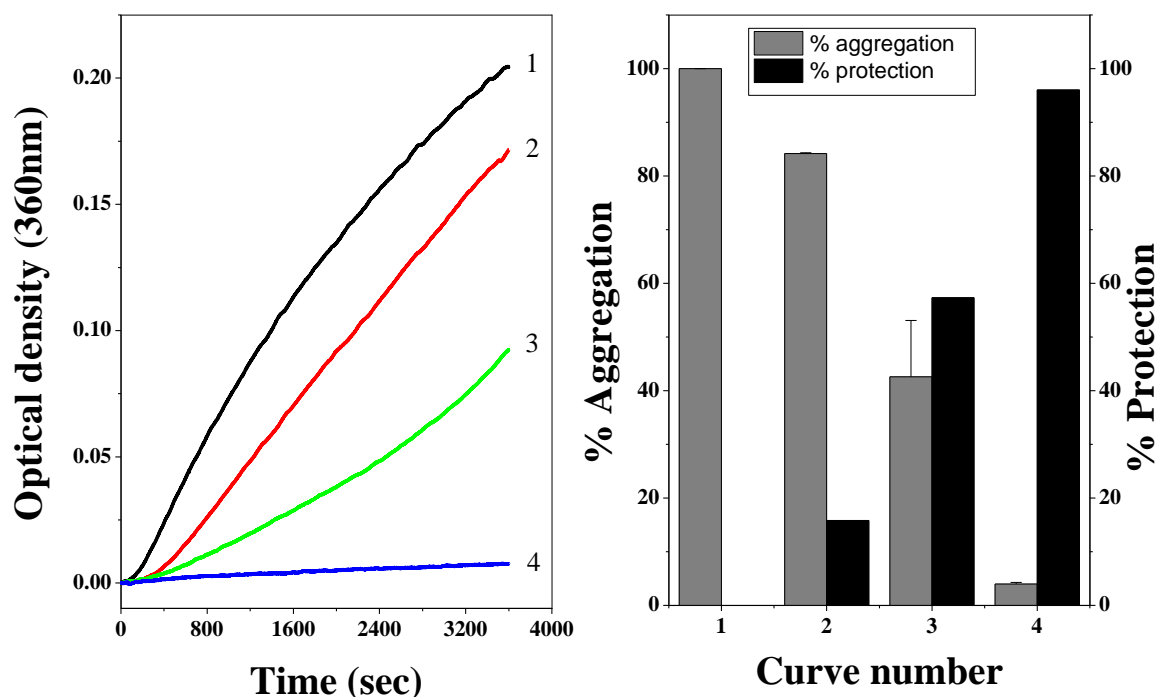 Optical density (360nm)
0.20
0.15
0.10
0.05
0.00
1
2
3
4
0 800 1600 2400 3200 4000
Time (sec)
% aggregation
% protection
% Aggregation
100
80
60
40
20
0
100
80
60
40
20
0
% Protection
1 2 3 4
Curve number